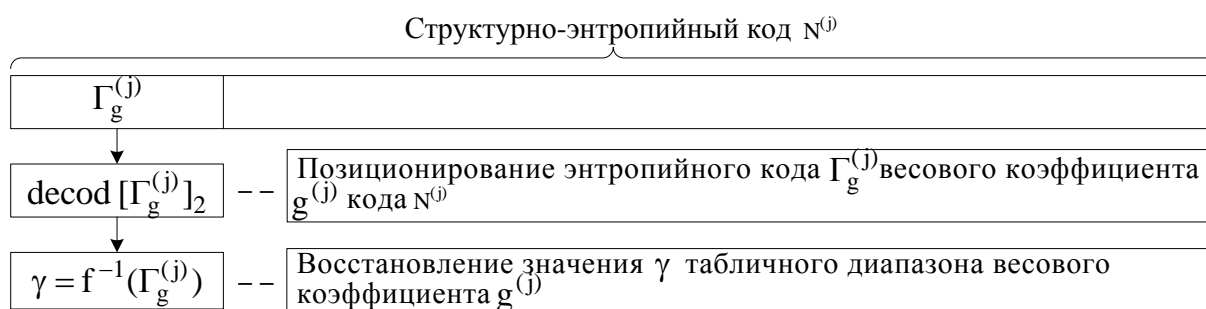 Структурно-энтропийный код N^(j)
Γ_g^(j)
decod [Γ_g^(j)]_2
Позиционирование энтропийного кода Γ_g^(j) весового коэффициента
g^(j) кода N^(j)
γ = f^−1(Γ_g^(j))
Восстановление значения γ табличного диапазона весового
коэффициента g^(j)